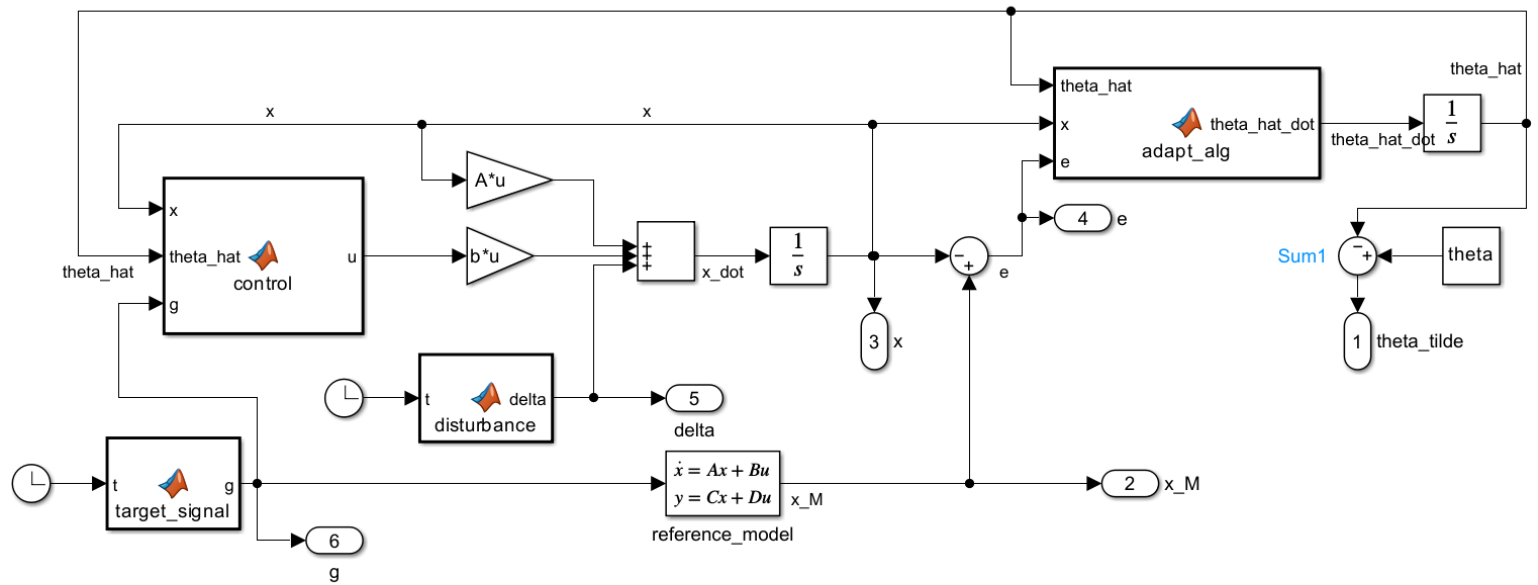 theta_hat
theta_hat
x
x
x
theta_hat_dot
theta_hat_dot
1
s
adapt_alg
e
A*u
x
4
e
theta_hat
theta_hat
u
control
g
b*u
+
+
+
x_dot
1
s
−
+
e
Sum1
−
+
theta
3
x
1
theta_tilde
t
delta
disturbance
5
delta
t
g
target_signal
ẋ = Ax + Bu
y = Cx + Du
x_M
reference_model
2
x_M
6
g